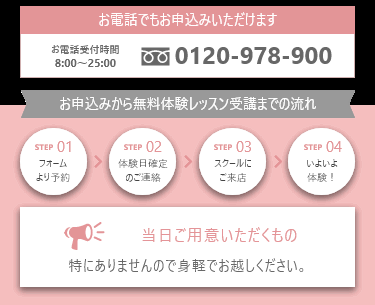 お電話でもお申込みいただけます
お電話受付時間
8:00～25:00
0120-978-900
お申込みから無料体験レッスン受講までの流れ
STEP 01
フォーム
より予約
STEP 02
体験日確定
のご連絡
STEP 03
スクールに
ご来店
STEP 04
いよいよ
体験！
当日ご用意いただくもの
特にありませんので身軽でお越しください。